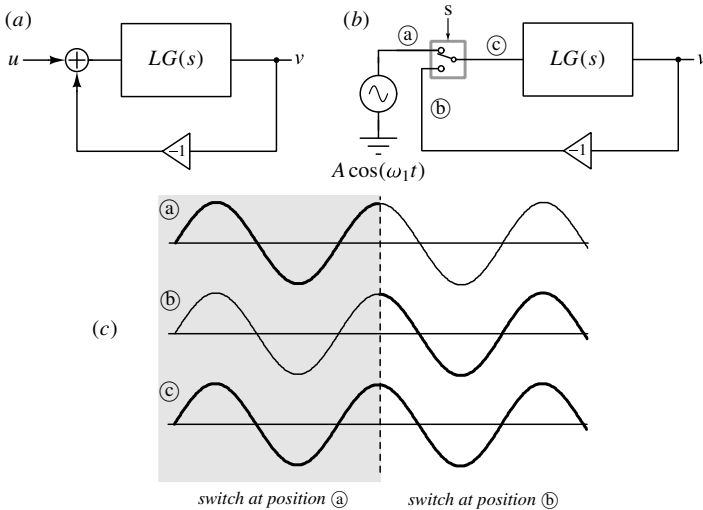 (a)
u
LG(s)
v
−1
(b)
s
ⓐ
ⓒ
LG(s)
v
ⓑ
−1
A cos(ω₁t)
(c)
ⓐ
ⓑ
ⓒ
switch at position ⓐ
switch at position ⓑ